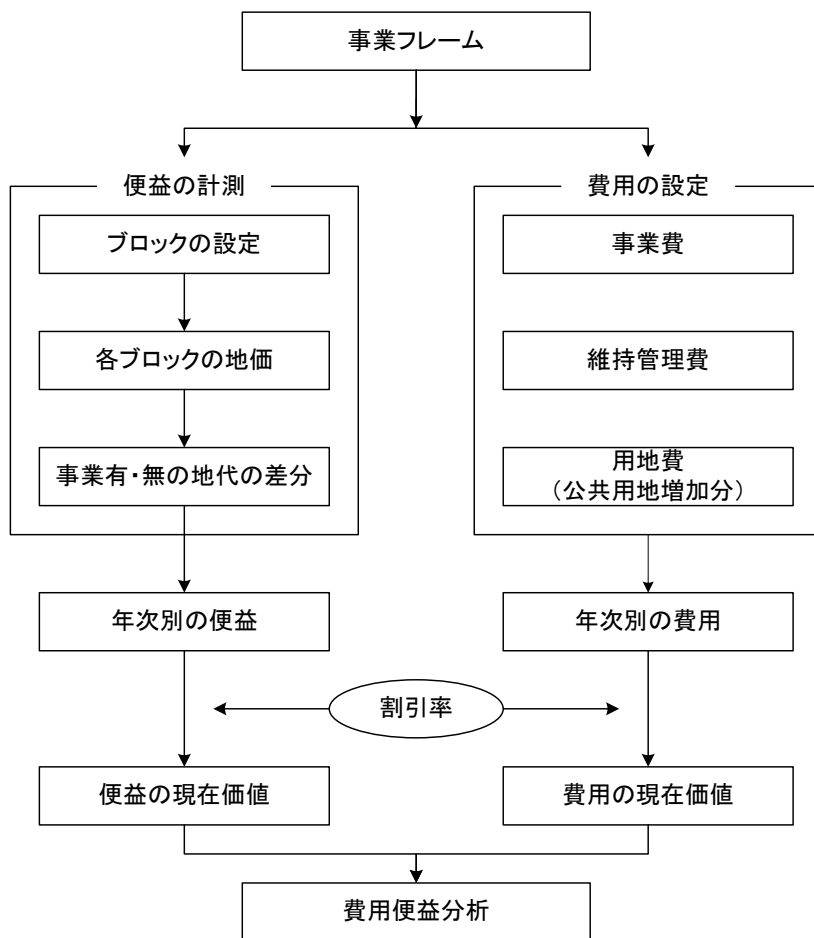 事業フレーム
便益の計測
ブロックの設定
各ブロックの地価
事業有・無の地代の差分
費用の設定
事業費
維持管理費
用地費
（公共用地増加分）
年次別の便益
年次別の費用
割引率
便益の現在価値
費用の現在価値
費用便益分析